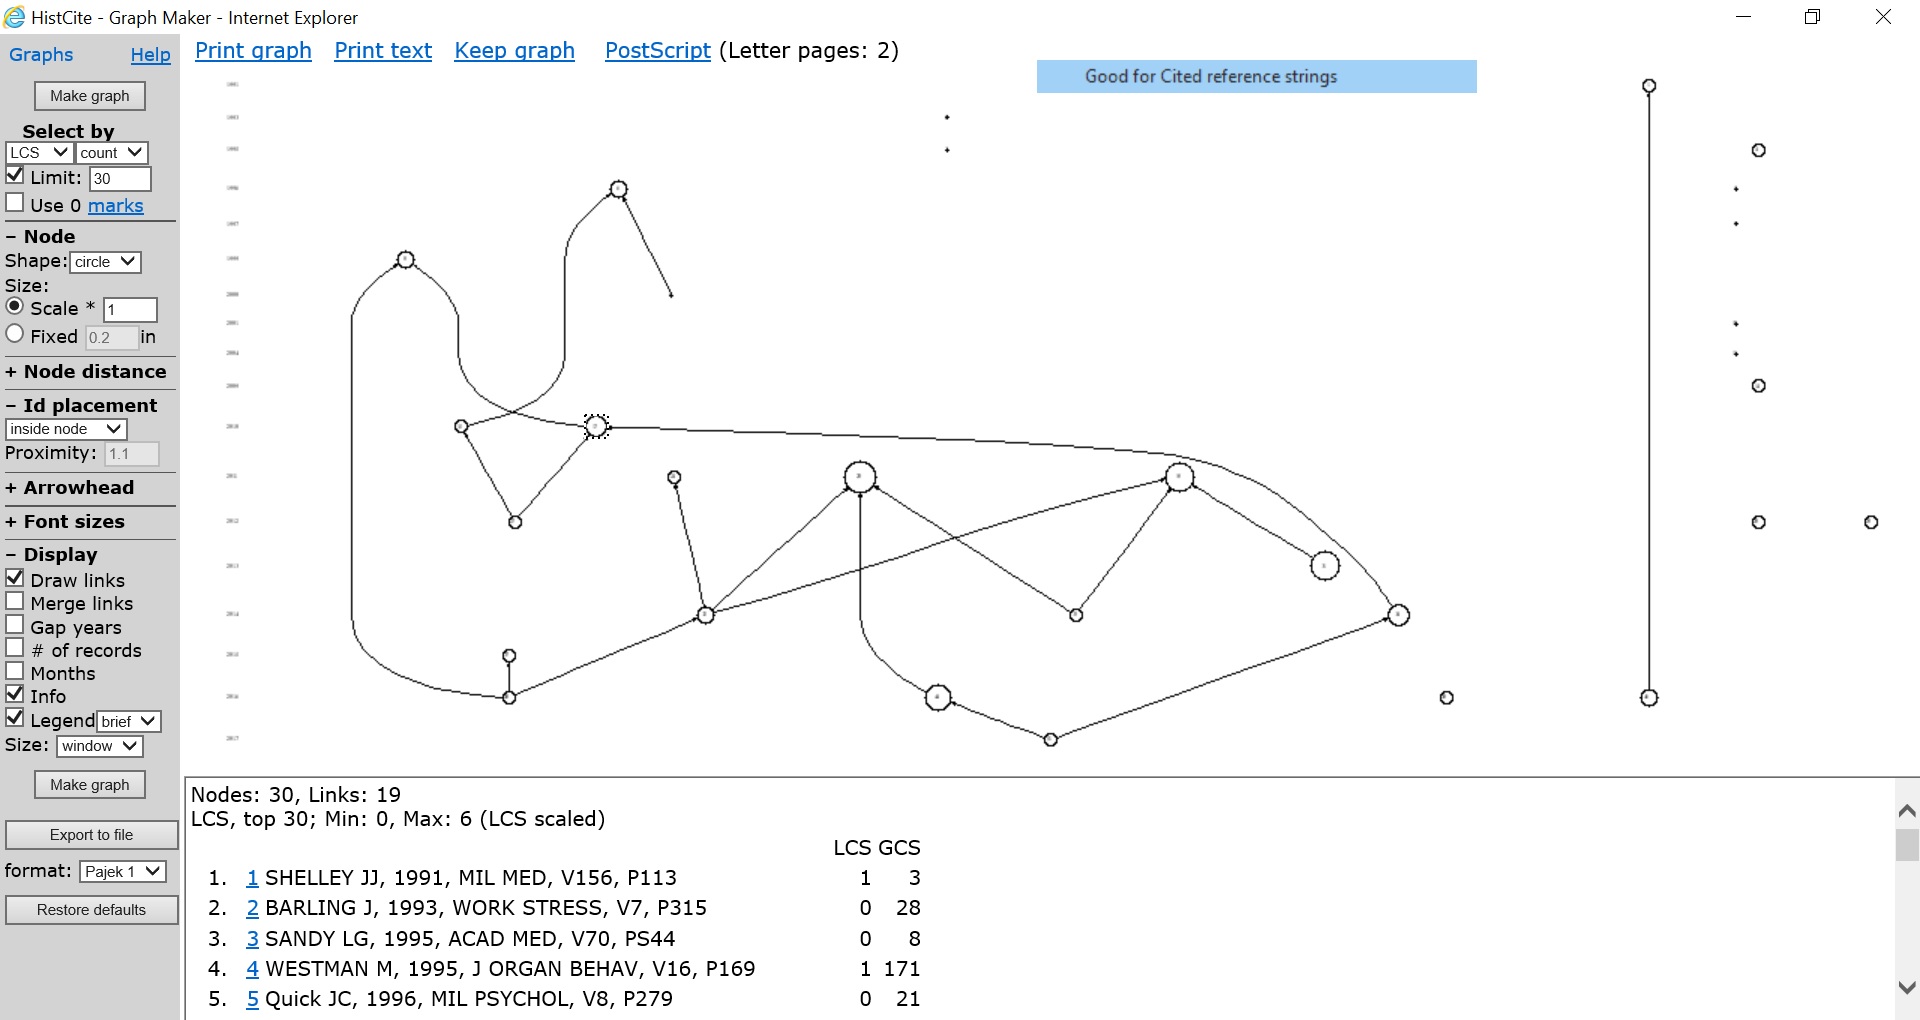 HistCite - Graph Maker - Internet Explorer
Graphs Help
Print graph Print text Keep graph PostScript (Letter pages: 2)
Good for Cited reference strings
Make graph
Select by
LCS count
Limit: 30
Use 0 marks
− Node
Shape: circle
Size:
Scale * 1
Fixed 0.2 in
+ Node distance
− Id placement
inside node
Proximity: 1.1
+ Arrowhead
+ Font sizes
− Display
Draw links
Merge links
Gap years
# of records
Months
Info
Legend brief
Size: window
Make graph
Export to file
format: Pajek 1
Restore defaults
Nodes: 30, Links: 19
LCS, top 30; Min: 0, Max: 6 (LCS scaled)
LCS GCS
1. 1 SHELLEY JJ, 1991, MIL MED, V156, P113 1 3
2. 2 BARLING J, 1993, WORK STRESS, V7, P315 0 28
3. 3 SANDY LG, 1995, ACAD MED, V70, PS44 0 8
4. 4 WESTMAN M, 1995, J ORGAN BEHAV, V16, P169 1 171
5. 5 Quick JC, 1996, MIL PSYCHOL, V8, P279 0 21